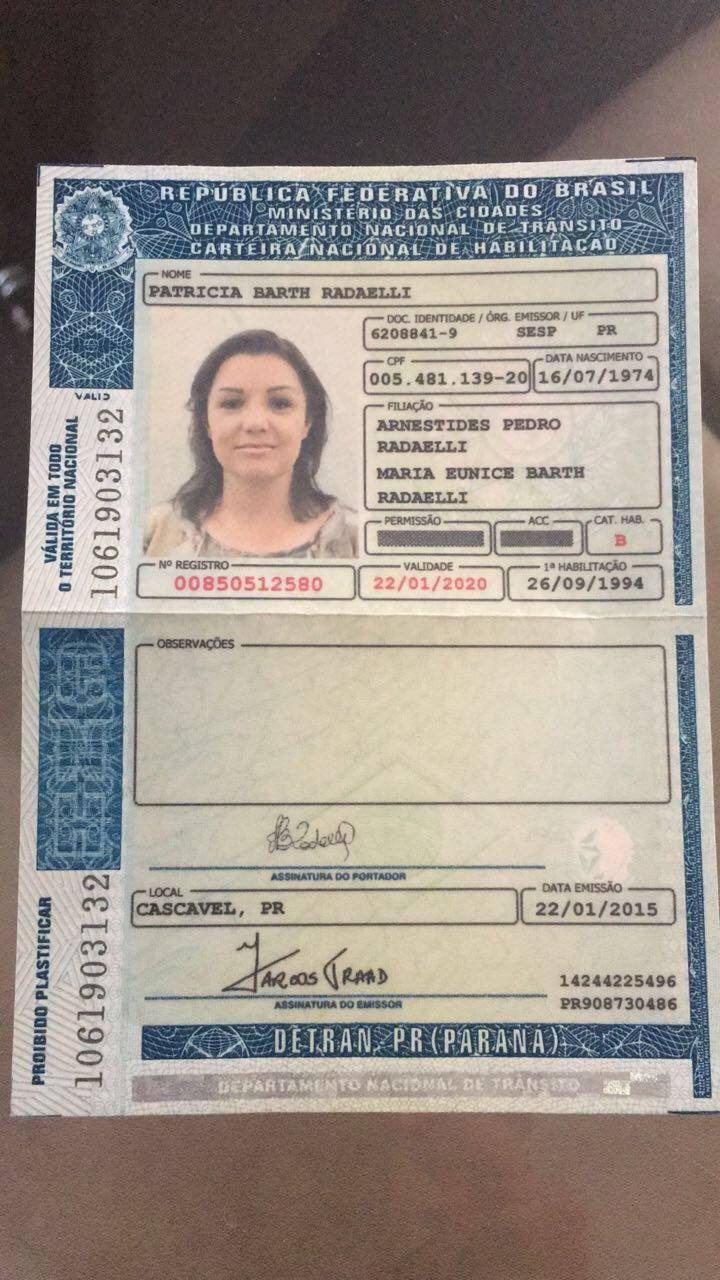 REPÚBLICA FEDERATIVA DO BRASIL
MINISTÉRIO DAS CIDADES
DEPARTAMENTO NACIONAL DE TRÂNSITO
CARTEIRA NACIONAL DE HABILITAÇÃO
NOME
PATRICIA BARTH RADAELLI
DOC. IDENTIDADE / ÓRG. EMISSOR / UF
6208841-9 SESP PR
CPF
005.481.139-20
DATA NASCIMENTO
16/07/1974
FILIAÇÃO
ARNESTIDES PEDRO
RADAELLI
MARIA EUNICE BARTH
RADAELLI
PERMISSÃO
ACC
CAT. HAB.
B
Nº REGISTRO
00850512580
VALIDADE
22/01/2020
1ª HABILITAÇÃO
26/09/1994
VÁLIDA EM TODO
O TERRITÓRIO NACIONAL
1061903132
OBSERVAÇÕES
ASSINATURA DO PORTADOR
LOCAL
CASCAVEL, PR
DATA EMISSÃO
22/01/2015
ASSINATURA DO EMISSOR
14244225496
PR908730486
PROIBIDO PLASTIFICAR
1061903132
DETRAN PR (PARANÁ)
DEPARTAMENTO NACIONAL DE TRÂNSITO